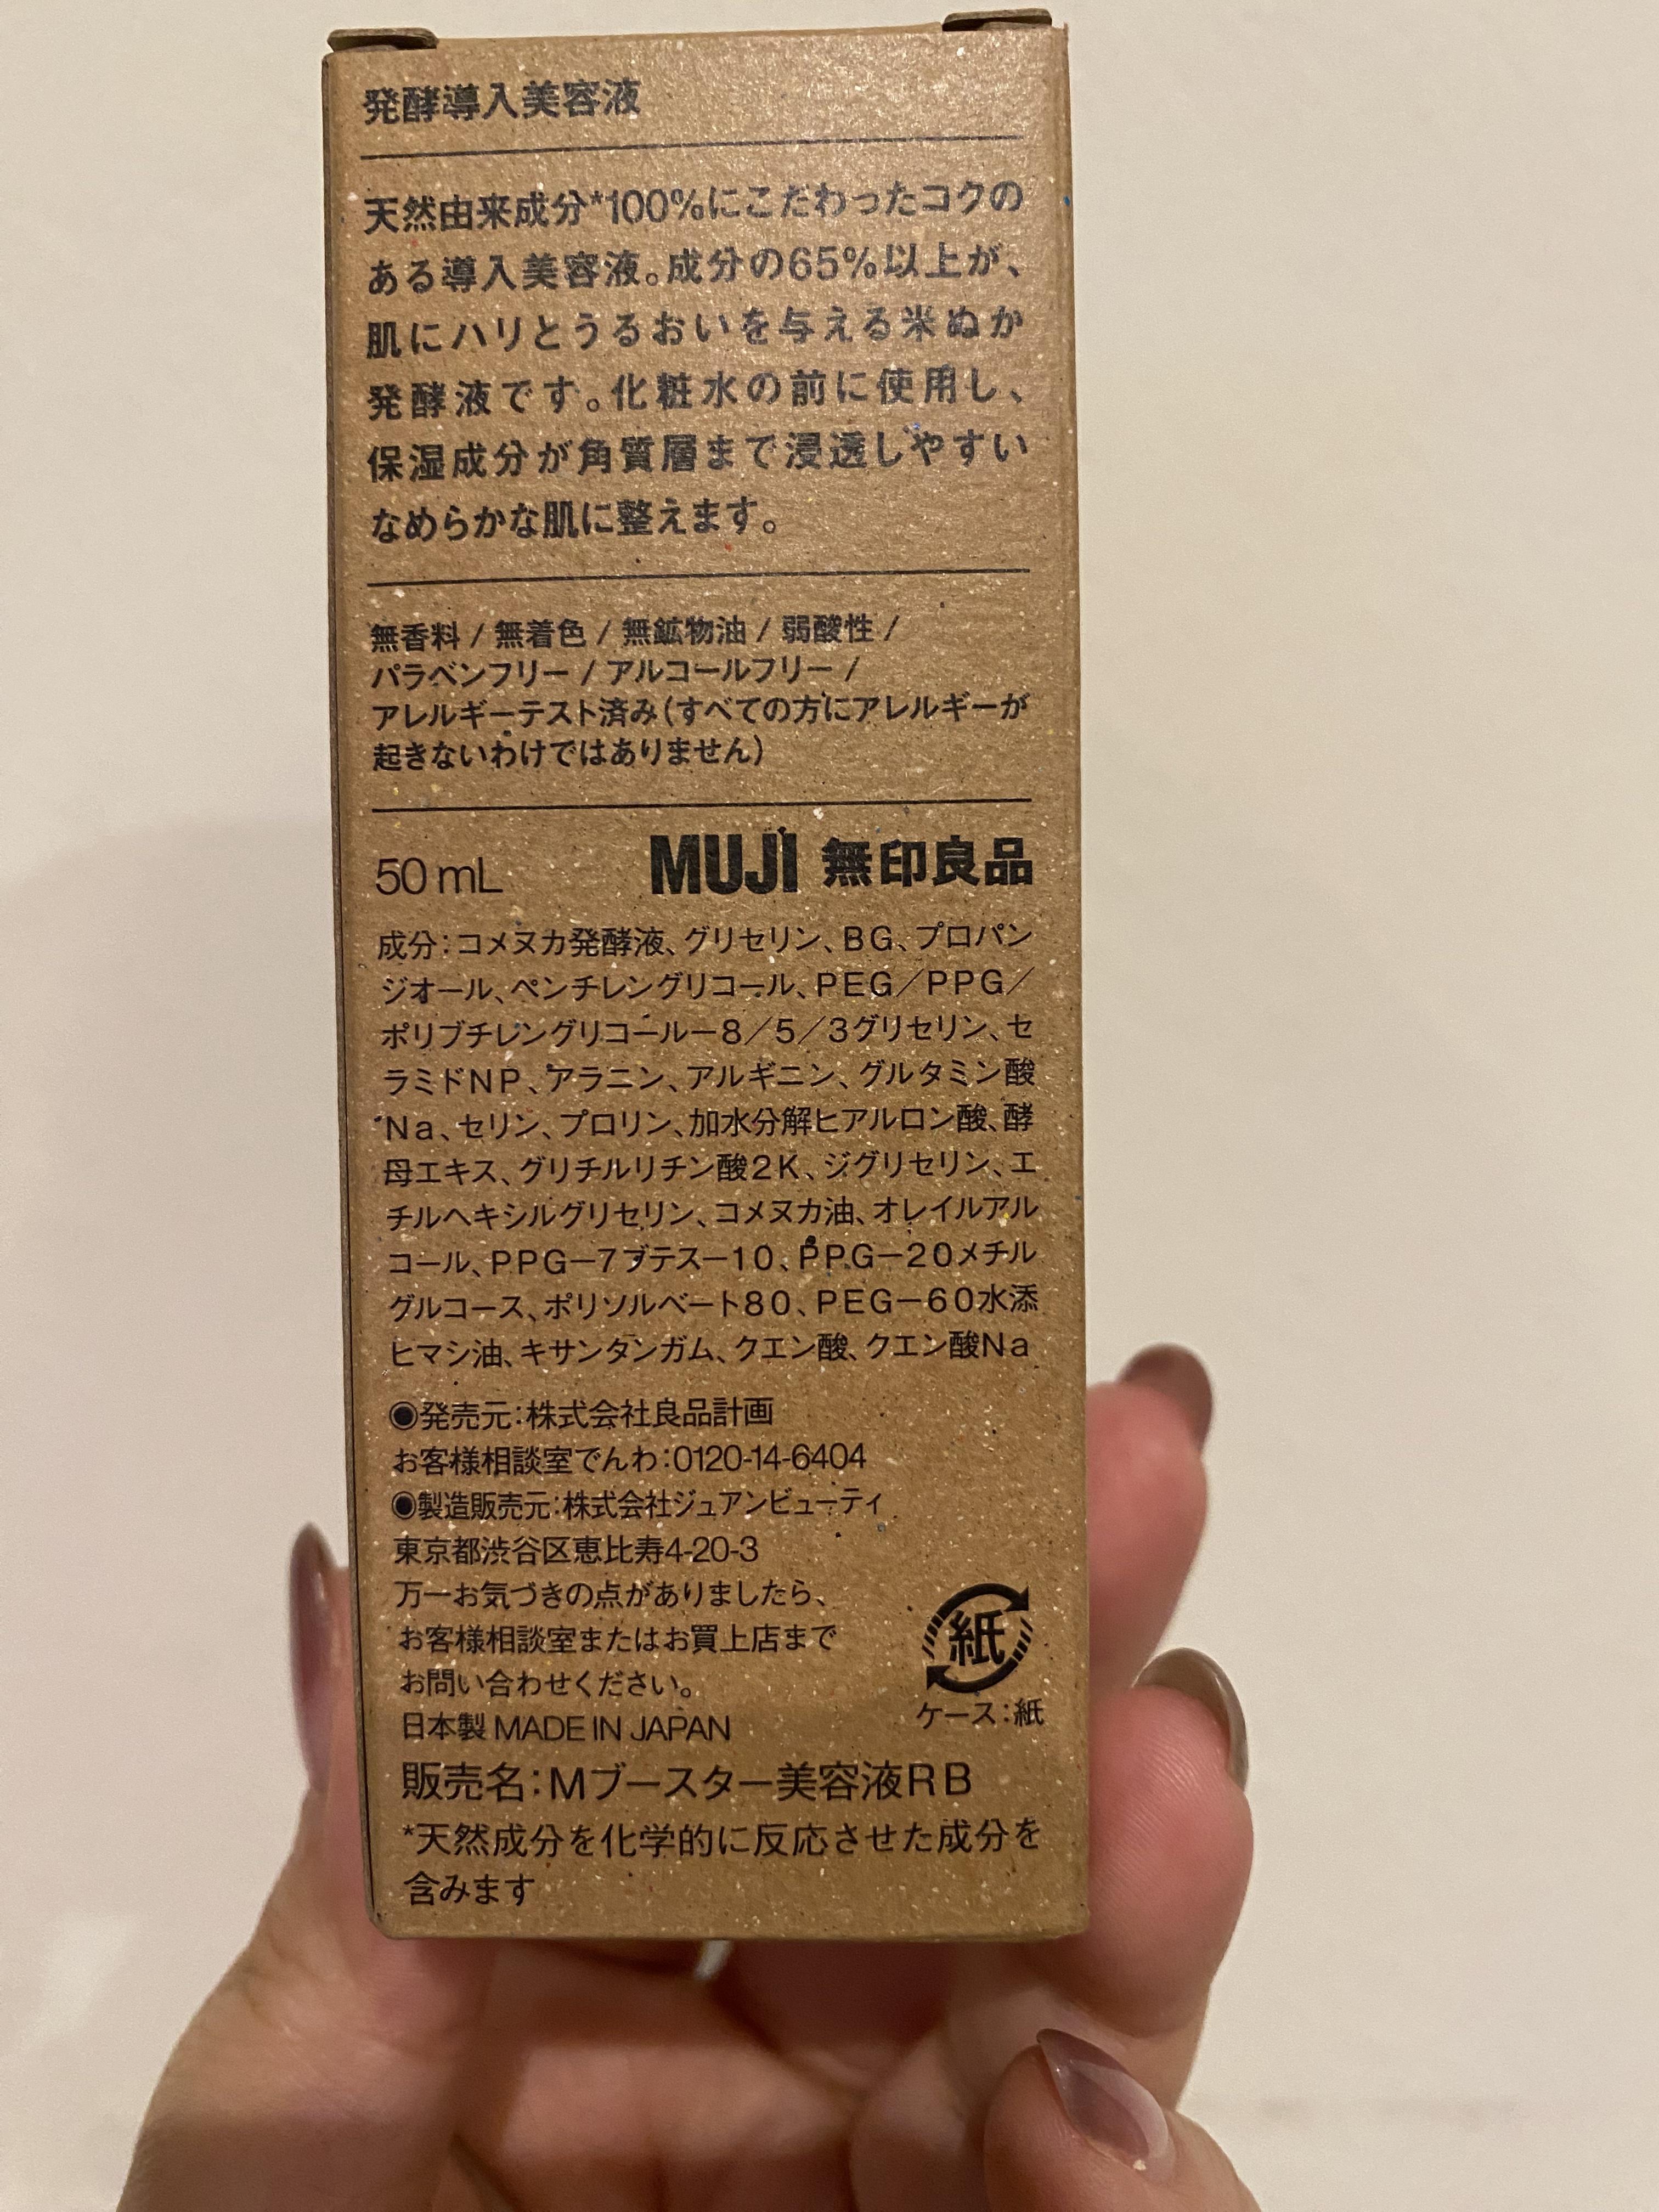 発酵導入美容液
天然由来成分*100%にこだわったコクの
ある導入美容液。成分の65%以上が、
肌にハリとうるおいを与える米ぬか
発酵液です。化粧水の前に使用し、
保湿成分が角質層まで浸透しやすい
なめらかな肌に整えます。
無香料 / 無着色 / 無鉱物油 / 弱酸性 /
パラベンフリー / アルコールフリー /
アレルギーテスト済み(すべての方にアレルギーが
起きないわけではありません)
50 mL MUJI 無印良品
成分:コメヌカ発酵液、グリセリン、BG、プロパン
ジオール、ペンチレングリコール、PEG/PPG/
ポリブチレングリコールー8/5/3グリセリン、セ
ラミドNP、アラニン、アルギニン、グルタミン酸
Na、セリン、プロリン、加水分解ヒアルロン酸、酵
母エキス、グリチルリチン酸2K、ジグリセリン、エ
チルヘキシルグリセリン、コメヌカ油、オレイルアル
コール、PPG－7ブテス－10、PPG－20メチル
グルコース、ポリソルベート80、PEG－60水添
ヒマシ油、キサンタンガム、クエン酸、クエン酸Na
◉発売元:株式会社良品計画
お客様相談室でんわ:0120-14-6404
◉製造販売元:株式会社ジュアンビューティ
東京都渋谷区恵比寿4-20-3
万一お気づきの点がありましたら、
お客様相談室またはお買上店まで
お問い合わせください。
日本製 MADE IN JAPAN
紙
ケース:紙
販売名:Mブースター美容液RB
*天然成分を化学的に反応させた成分を
含みます